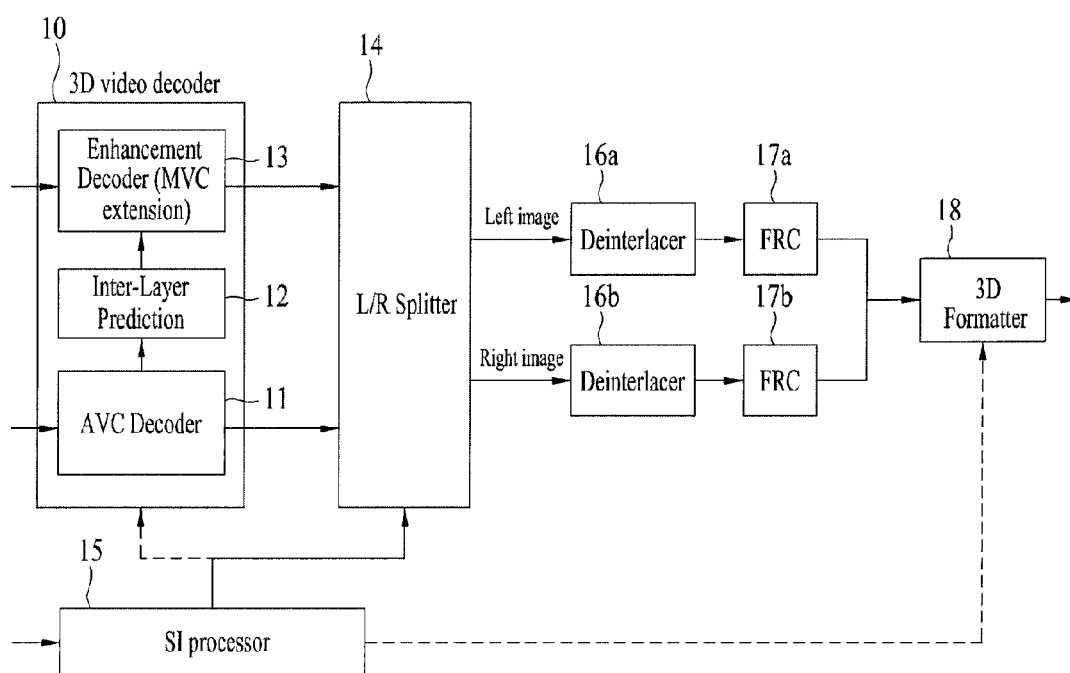 10
3D video decoder
Enhancement
Decoder (MVC
extension)
13
Inter-Layer
Prediction
12
AVC Decoder
11
14
L/R Splitter
Left image
Right image
16a
Deinterlacer
17a
FRC
16b
Deinterlacer
17b
FRC
18
3D
Formatter
15
SI processor